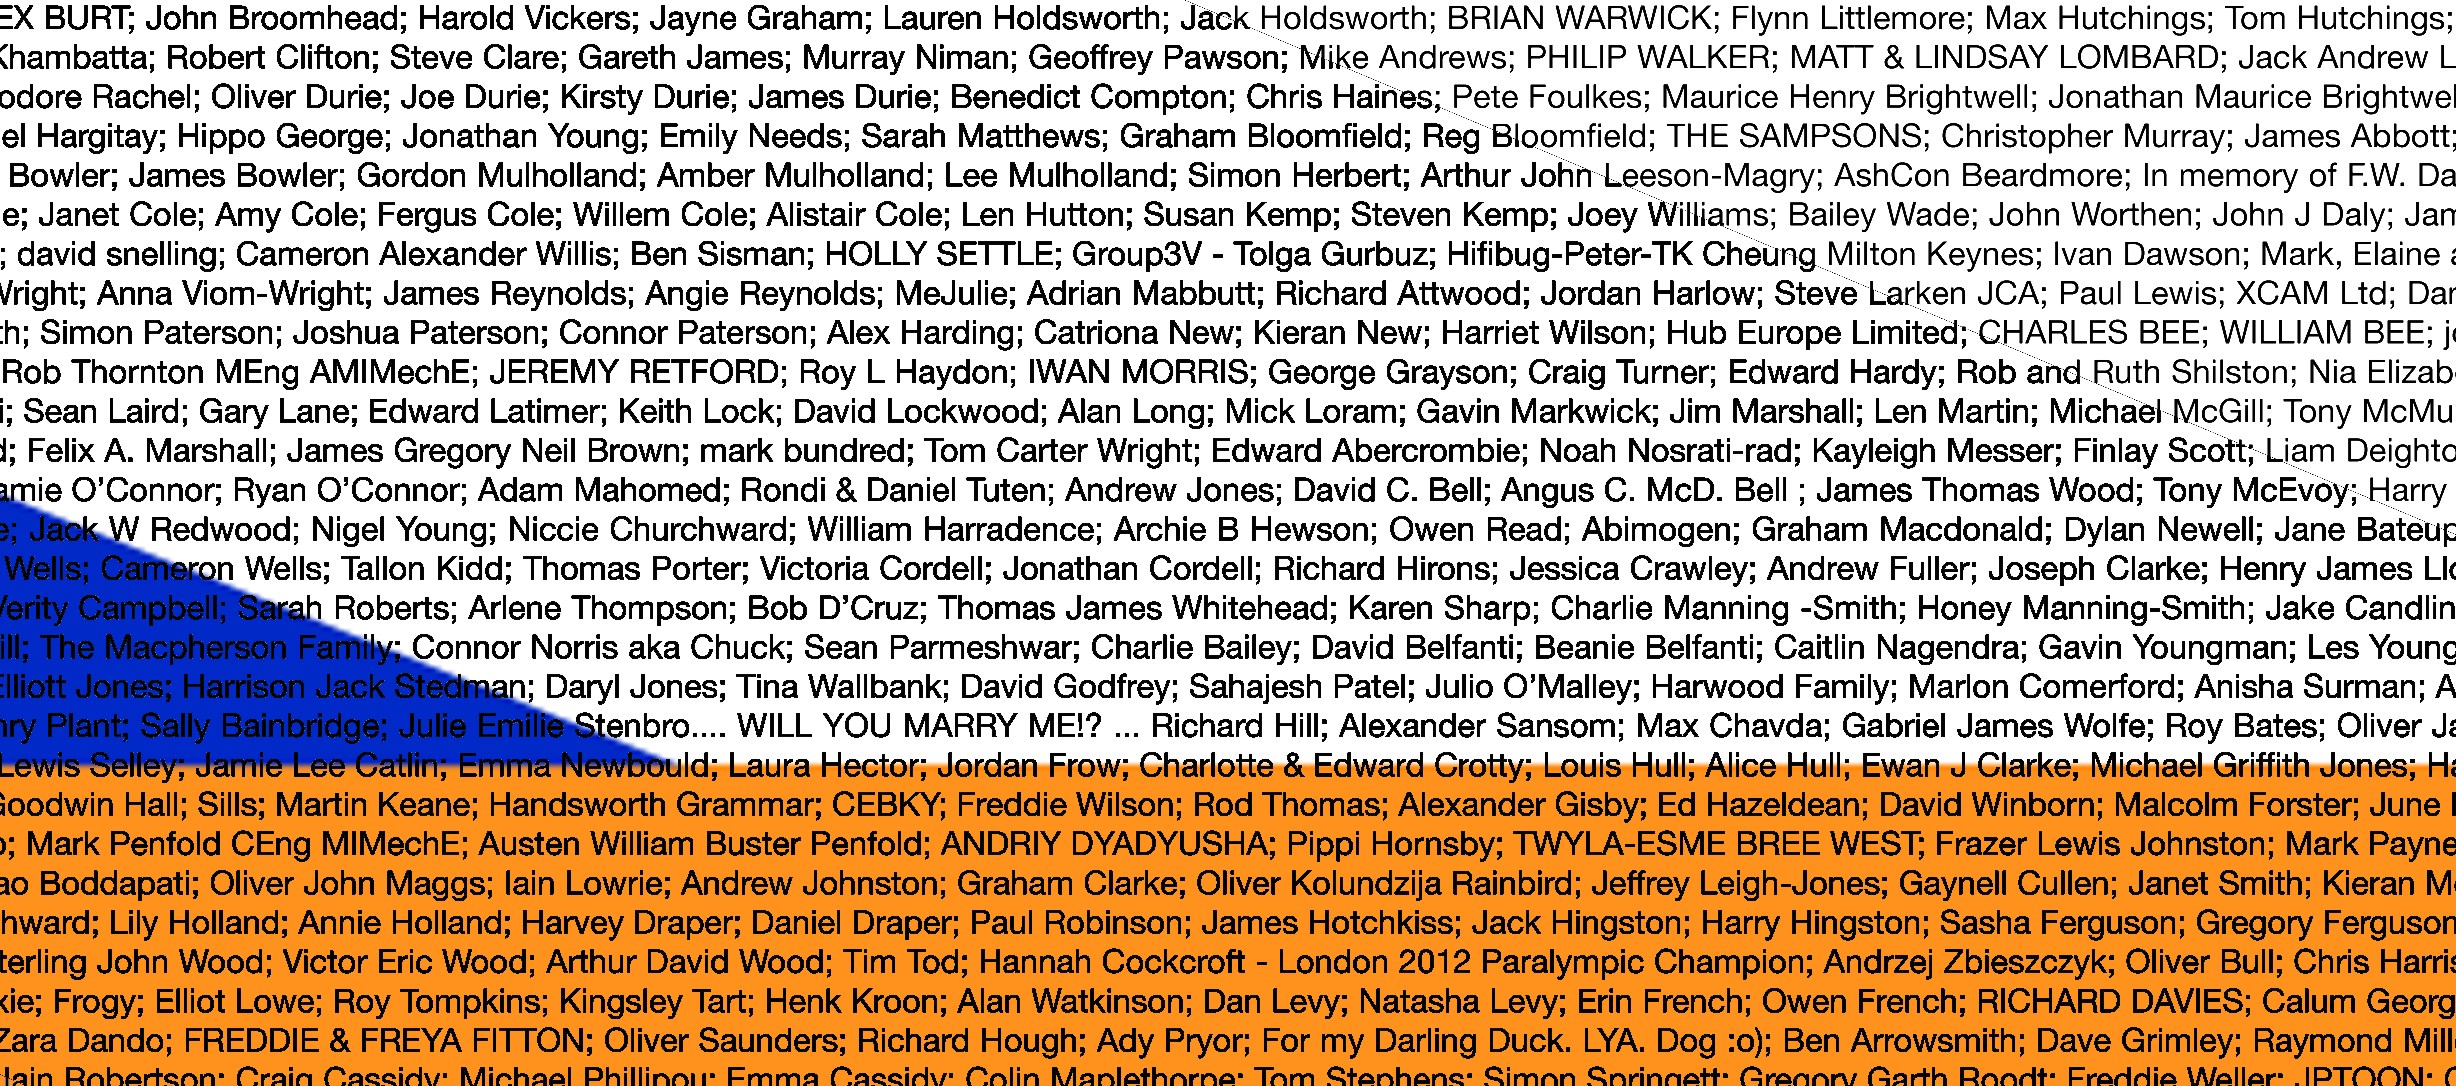 EX BURT; John Broomhead; Harold Vickers; Jayne Graham; Lauren Holdsworth; Jack Holdsworth; BRIAN WARWICK; Flynn Littlemore; Max Hutchings; Tom Hutchings;
Khambatta; Robert Clifton; Steve Clare; Gareth James; Murray Niman; Geoffrey Pawson; Mike Andrews; PHILIP WALKER; MATT & LINDSAY LOMBARD; Jack Andrew L
odore Rachel; Oliver Durie; Joe Durie; Kirsty Durie; James Durie; Benedict Compton; Chris Haines; Pete Foulkes; Maurice Henry Brightwell; Jonathan Maurice Brightwel
el Hargitay; Hippo George; Jonathan Young; Emily Needs; Sarah Matthews; Graham Bloomfield; Reg Bloomfield; THE SAMPSONS; Christopher Murray; James Abbott;
Bowler; James Bowler; Gordon Mulholland; Amber Mulholland; Lee Mulholland; Simon Herbert; Arthur John Leeson-Magry; AshCon Beardmore; In memory of F.W. Da
e; Janet Cole; Amy Cole; Fergus Cole; Willem Cole; Alistair Cole; Len Hutton; Susan Kemp; Steven Kemp; Joey Williams; Bailey Wade; John Worthen; John J Daly; Jam
; david snelling; Cameron Alexander Willis; Ben Sisman; HOLLY SETTLE; Group3V - Tolga Gurbuz; Hifibug-Peter-TK Cheung Milton Keynes; Ivan Dawson; Mark, Elaine a
Wright; Anna Viom-Wright; James Reynolds; Angie Reynolds; MeJulie; Adrian Mabbutt; Richard Attwood; Jordan Harlow; Steve Larken JCA; Paul Lewis; XCAM Ltd; Dan
th; Simon Paterson; Joshua Paterson; Connor Paterson; Alex Harding; Catriona New; Kieran New; Harriet Wilson; Hub Europe Limited; CHARLES BEE; WILLIAM BEE; jo
Rob Thornton MEng AMIMechE; JEREMY RETFORD; Roy L Haydon; IWAN MORRIS; George Grayson; Craig Turner; Edward Hardy; Rob and Ruth Shilston; Nia Elizab
i; Sean Laird; Gary Lane; Edward Latimer; Keith Lock; David Lockwood; Alan Long; Mick Loram; Gavin Markwick; Jim Marshall; Len Martin; Michael McGill; Tony McMu
d; Felix A. Marshall; James Gregory Neil Brown; mark bundred; Tom Carter Wright; Edward Abercrombie; Noah Nosrati-rad; Kayleigh Messer; Finlay Scott; Liam Deighto
amie O’Connor; Ryan O’Connor; Adam Mahomed; Rondi & Daniel Tuten; Andrew Jones; David C. Bell; Angus C. McD. Bell ; James Thomas Wood; Tony McEvoy; Harry
e; Jack W Redwood; Nigel Young; Niccie Churchward; William Harradence; Archie B Hewson; Owen Read; Abimogen; Graham Macdonald; Dylan Newell; Jane Bateup
Wells; Cameron Wells; Tallon Kidd; Thomas Porter; Victoria Cordell; Jonathan Cordell; Richard Hirons; Jessica Crawley; Andrew Fuller; Joseph Clarke; Henry James Llo
Verity Campbell; Sarah Roberts; Arlene Thompson; Bob D’Cruz; Thomas James Whitehead; Karen Sharp; Charlie Manning -Smith; Honey Manning-Smith; Jake Candlin
ill; The Macpherson Family; Connor Norris aka Chuck; Sean Parmeshwar; Charlie Bailey; David Belfanti; Beanie Belfanti; Caitlin Nagendra; Gavin Youngman; Les Young
Elliott Jones; Harrison Jack Stedman; Daryl Jones; Tina Wallbank; David Godfrey; Sahajesh Patel; Julio O’Malley; Harwood Family; Marlon Comerford; Anisha Surman; A
nry Plant; Sally Bainbridge; Julie Emilie Stenbro.... WILL YOU MARRY ME!? ... Richard Hill; Alexander Sansom; Max Chavda; Gabriel James Wolfe; Roy Bates; Oliver Ja
Lewis Selley; Jamie Lee Catlin; Emma Newbould; Laura Hector; Jordan Frow; Charlotte & Edward Crotty; Louis Hull; Alice Hull; Ewan J Clarke; Michael Griffith Jones; Ha
Goodwin Hall; Sills; Martin Keane; Handsworth Grammar; CEBKY; Freddie Wilson; Rod Thomas; Alexander Gisby; Ed Hazeldean; David Winborn; Malcolm Forster; June
o; Mark Penfold CEng MIMechE; Austen William Buster Penfold; ANDRIY DYADYUSHA; Pippi Hornsby; TWYLA-ESME BREE WEST; Frazer Lewis Johnston; Mark Payne
ao Boddapati; Oliver John Maggs; Iain Lowrie; Andrew Johnston; Graham Clarke; Oliver Kolundzija Rainbird; Jeffrey Leigh-Jones; Gaynell Cullen; Janet Smith; Kieran Mc
hward; Lily Holland; Annie Holland; Harvey Draper; Daniel Draper; Paul Robinson; James Hotchkiss; Jack Hingston; Harry Hingston; Sasha Ferguson; Gregory Ferguson
terling John Wood; Victor Eric Wood; Arthur David Wood; Tim Tod; Hannah Cockcroft - London 2012 Paralympic Champion; Andrzej Zbieszczyk; Oliver Bull; Chris Harris
kie; Frogy; Elliot Lowe; Roy Tompkins; Kingsley Tart; Henk Kroon; Alan Watkinson; Dan Levy; Natasha Levy; Erin French; Owen French; RICHARD DAVIES; Calum Georg
Zara Dando; FREDDIE & FREYA FITTON; Oliver Saunders; Richard Hough; Ady Pryor; For my Darling Duck. LYA. Dog :o); Ben Arrowsmith; Dave Grimley; Raymond Mill
Iain Robertson; Craig Cassidy; Michael Phillipou; Emma Cassidy; Colin Maplethorpe; Tom Stephens; Simon Springett; Gregory Garth Roodt; Freddie Weller; JPTOON;